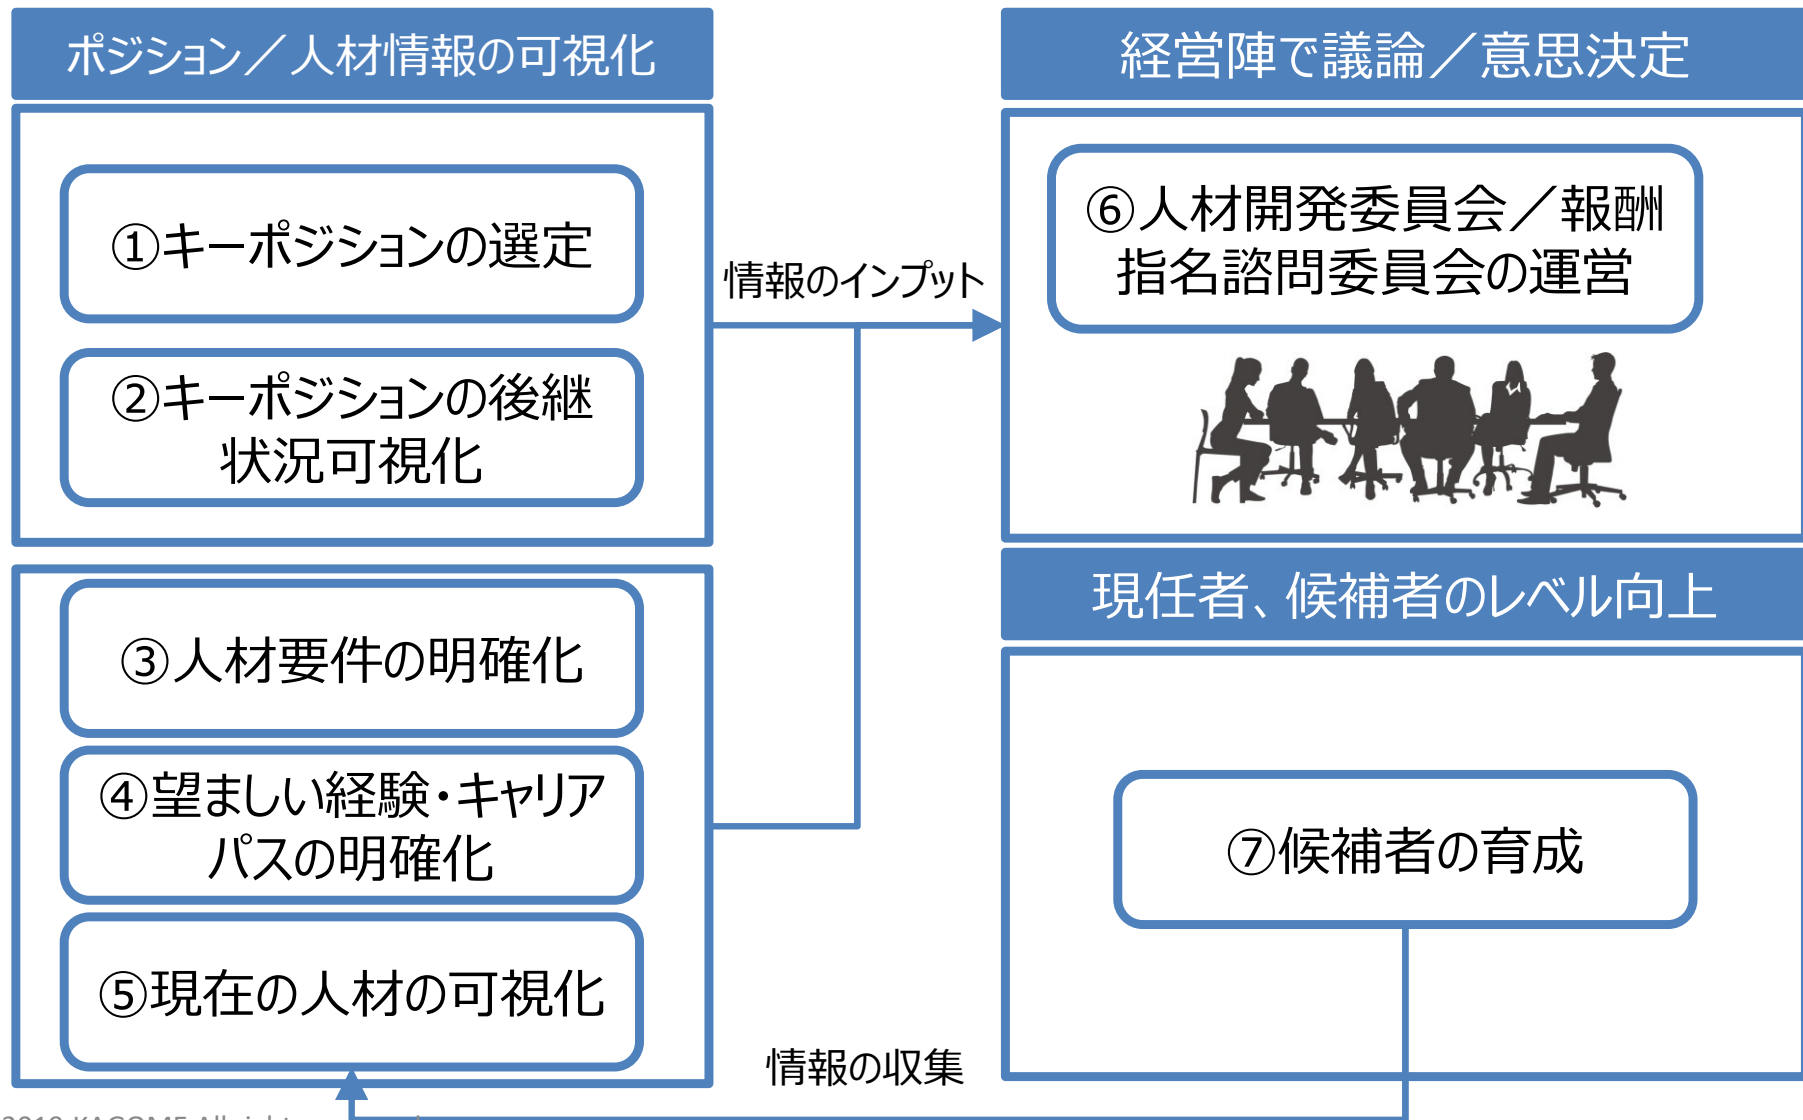 ポジション／人材情報の可視化
①キーポジションの選定
②キーポジションの後継
状況可視化
③人材要件の明確化
④望ましい経験・キャリア
パスの明確化
⑤現在の人材の可視化
情報のインプット
経営陣で議論／意思決定
⑥人材開発委員会／報酬
指名諮問委員会の運営
現任者、候補者のレベル向上
⑦候補者の育成
情報の収集
KAGOME All